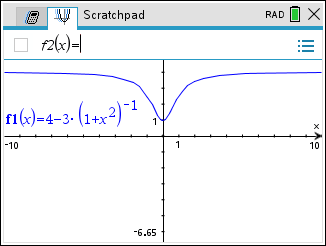 Scratchpad RAD
f2(x)=
f1(x)=4−3·(1+x²)⁻¹
1
x
-10 1 10
-6.65